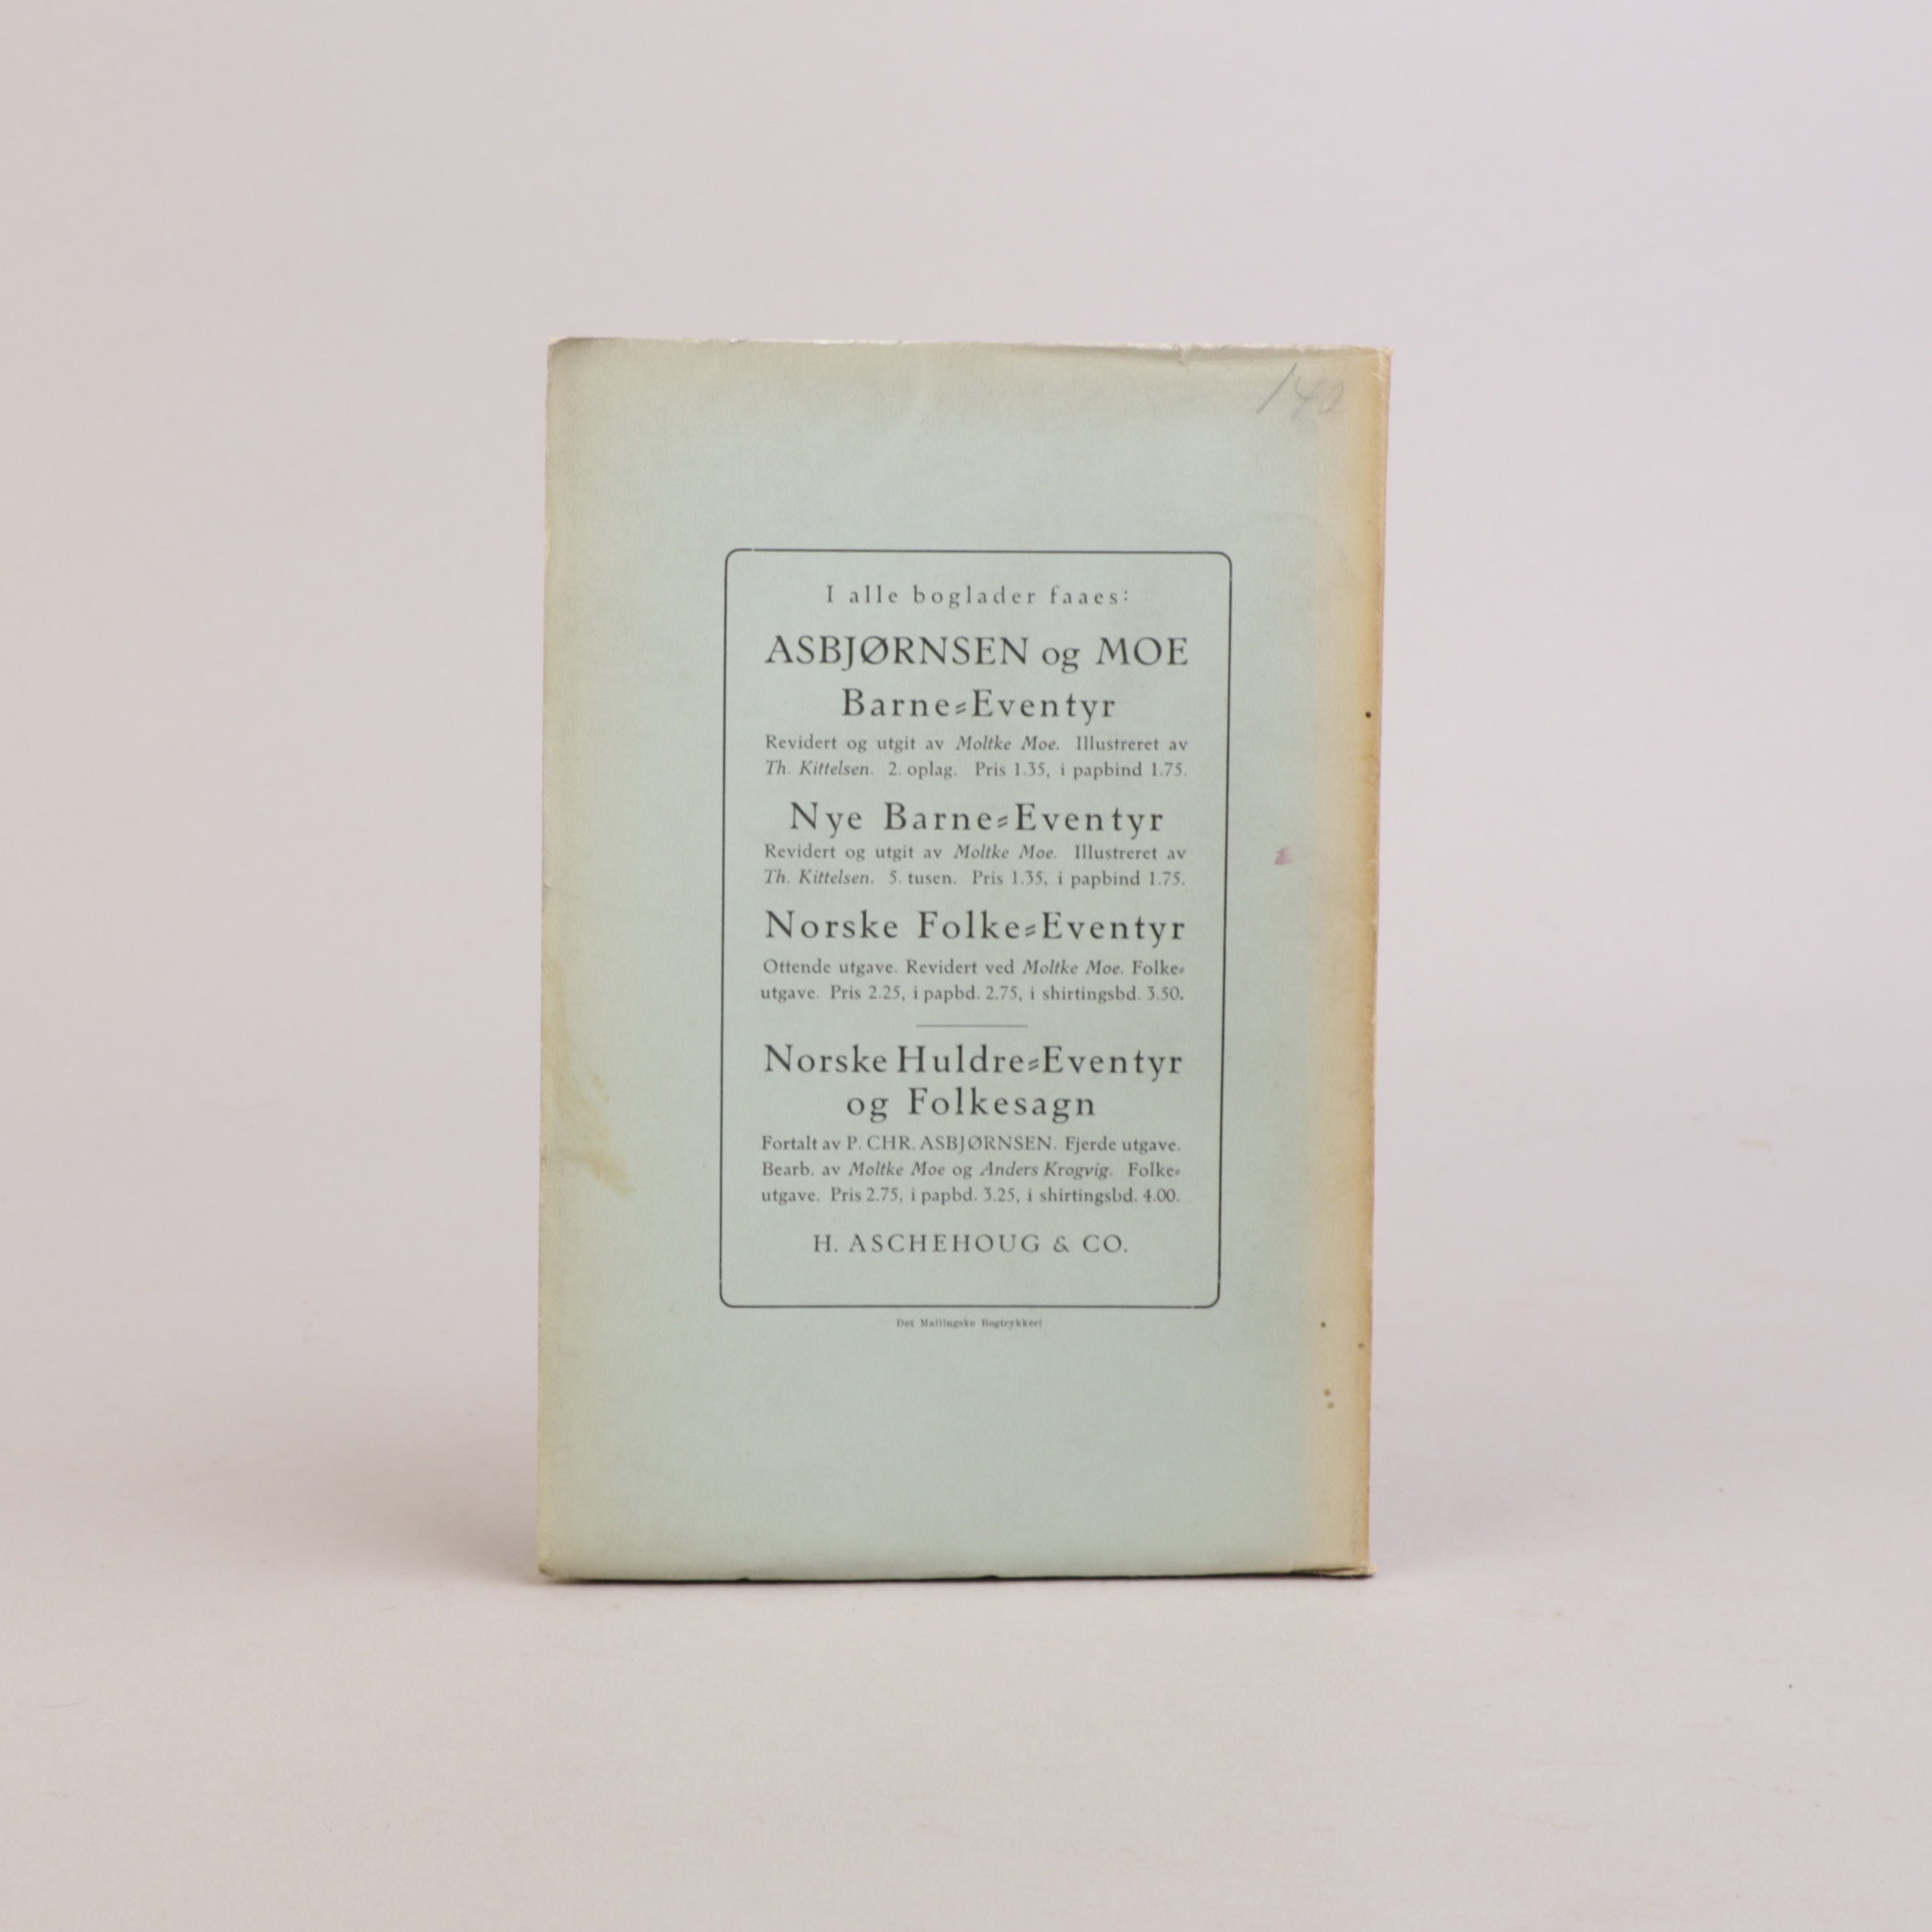 140
I alle boglader faaes:
ASBJØRNSEN og MOE
Barne-Eventyr
Revidert og utgit av Moltke Moe. Illustreret av
Th. Kittelsen. 2. oplag. Pris 1.35, i papbind 1.75.
Nye Barne-Eventyr
Revidert og utgit av Moltke Moe. Illustreret av
Th. Kittelsen. 5. tusen. Pris 1.35, i papbind 1.75.
Norske Folke-Eventyr
Ottende utgave. Revidert ved Moltke Moe. Folke-
utgave. Pris 2.25, i papbd. 2.75, i shirtingsbd. 3.50.
Norske Huldre-Eventyr
og Folkesagn
Fortalt av P. CHR. ASBJØRNSEN. Fjerde utgave.
Bearb. av Moltke Moe og Anders Krogvig. Folke-
utgave. Pris 2.75, i papbd. 3.25, i shirtingsbd. 4.00.
H. ASCHEHOUG & CO.
Det Mallingske Bogtrykkeri